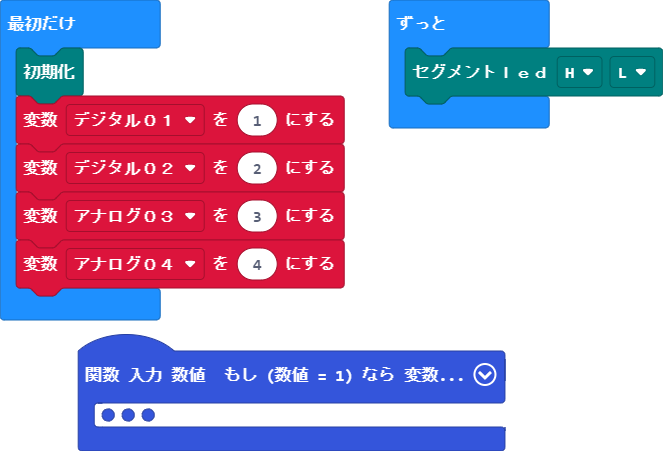 最初だけ
初期化
変数 デジタル０１ を 1 にする
変数 デジタル０２ を 2 にする
変数 アナログ０３ を 3 にする
変数 アナログ０４ を 4 にする
ずっと
セグメントｌｅｄ H L
関数 入力 数値 もし (数値 = 1) なら 変数...